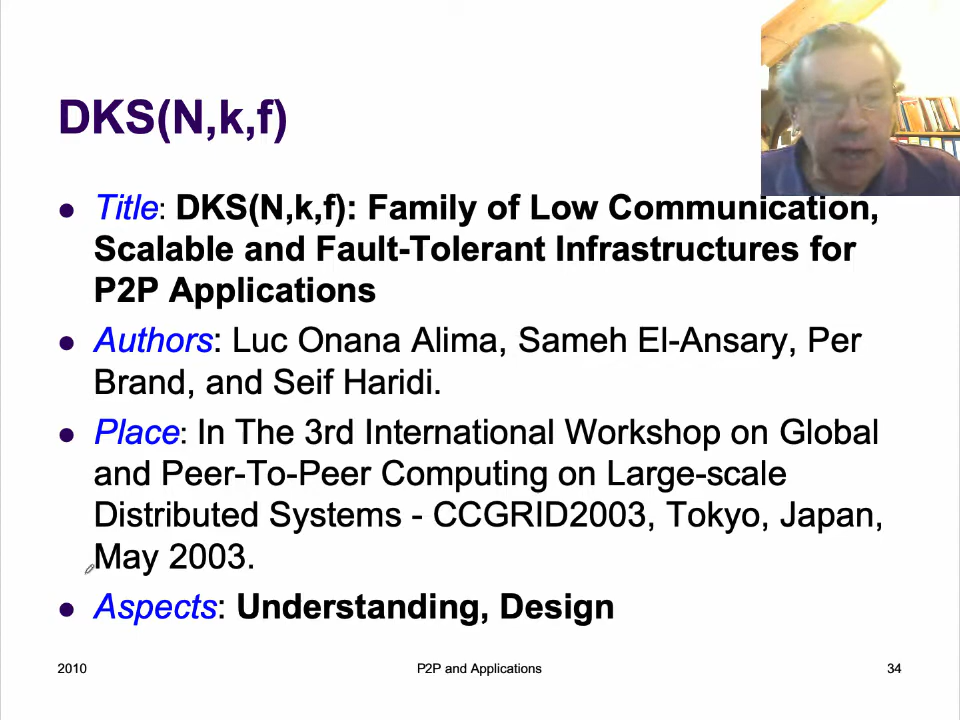 DKS(N,k,f)
Title: DKS(N,k,f): Family of Low Communication,
Scalable and Fault-Tolerant Infrastructures for
P2P Applications
Authors: Luc Onana Alima, Sameh El-Ansary, Per
Brand, and Seif Haridi.
Place: In The 3rd International Workshop on Global
and Peer-To-Peer Computing on Large-scale
Distributed Systems - CCGRID2003, Tokyo, Japan,
May 2003.
Aspects: Understanding, Design
2010
P2P and Applications
34